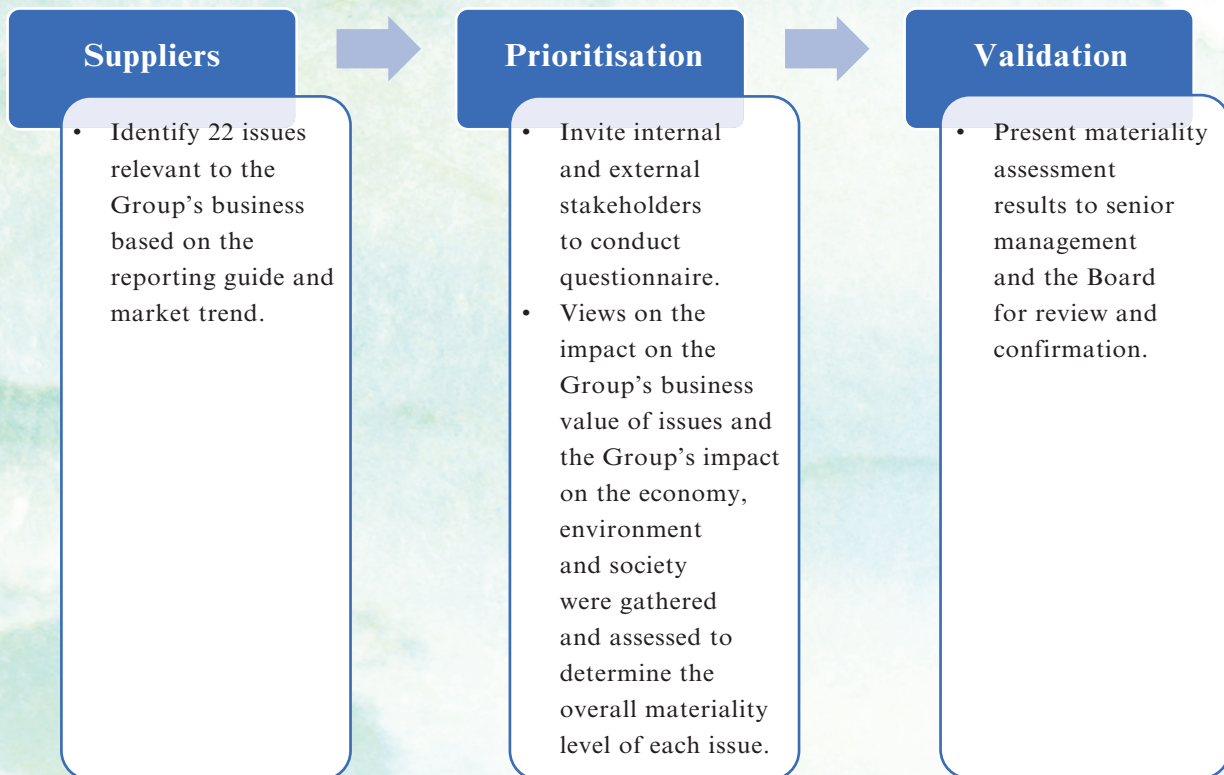 Suppliers
• Identify 22 issues
relevant to the
Group’s business
based on the
reporting guide and
market trend.
Prioritisation
• Invite internal
and external
stakeholders
to conduct
questionnaire.
• Views on the
impact on the
Group’s business
value of issues and
the Group’s impact
on the economy,
environment
and society
were gathered
and assessed to
determine the
overall materiality
level of each issue.
Validation
• Present materiality
assessment
results to senior
management
and the Board
for review and
confirmation.